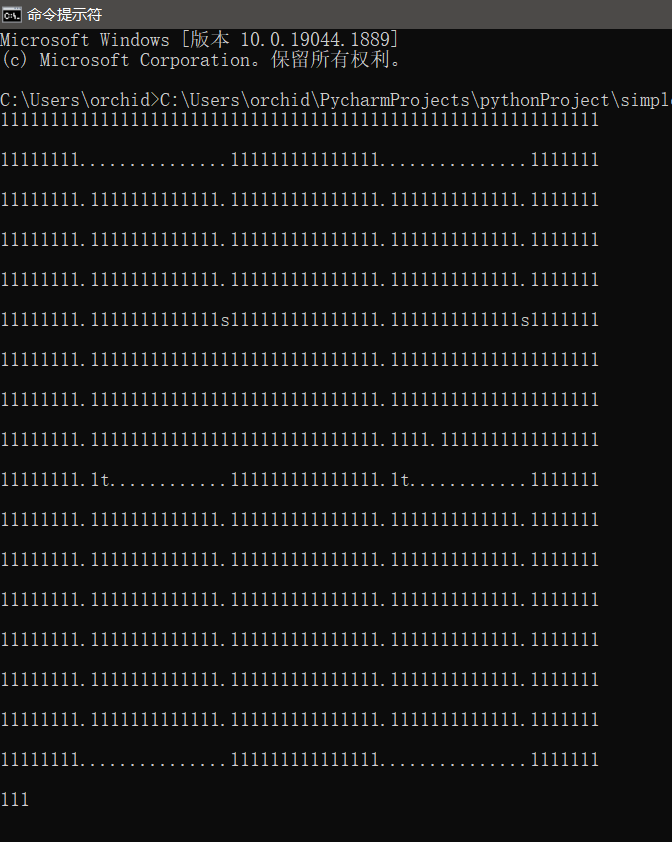 命令提示符
Microsoft Windows [版本 10.0.19044.1889]
(c) Microsoft Corporation。保留所有权利。
C:\Users\orchid>C:\Users\orchid\PycharmProjects\pythonProject\simpl
111111111111111111111111111111111111111111111111111111111111
11111111...............111111111111111...............1111111
11111111.1111111111111.111111111111111.1111111111111.1111111
11111111.1111111111111.111111111111111.1111111111111.1111111
11111111.1111111111111.111111111111111.1111111111111.1111111
11111111.1111111111111s111111111111111.1111111111111s1111111
11111111.11111111111111111111111111111.111111111111111111111
11111111.11111111111111111111111111111.111111111111111111111
11111111.11111111111111111111111111111.1111.1111111111111111
11111111.1t............111111111111111.1t............1111111
11111111.1111111111111.111111111111111.1111111111111.1111111
11111111.1111111111111.111111111111111.1111111111111.1111111
11111111.1111111111111.111111111111111.1111111111111.1111111
11111111.1111111111111.111111111111111.1111111111111.1111111
11111111.1111111111111.111111111111111.1111111111111.1111111
11111111.1111111111111.111111111111111.1111111111111.1111111
11111111...............111111111111111...............1111111
111